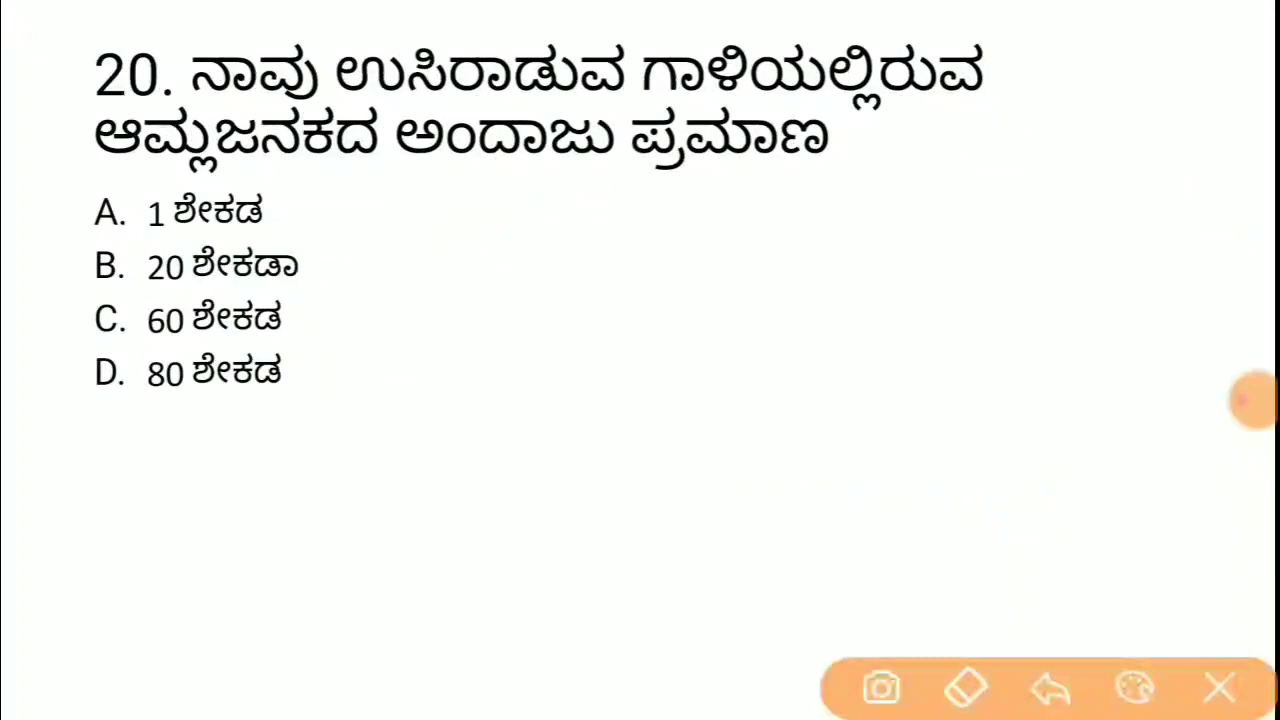 20. ನಾವು ಉಸಿರಾಡುವ ಗಾಳಿಯಲ್ಲಿರುವ
ಆಮ್ಲಜನಕದ ಅಂದಾಜು ಪ್ರಮಾಣ
A. 1 ಶೇಕಡ
B. 20 ಶೇಕಡಾ
C. 60 ಶೇಕಡ
D. 80 ಶೇಕಡ